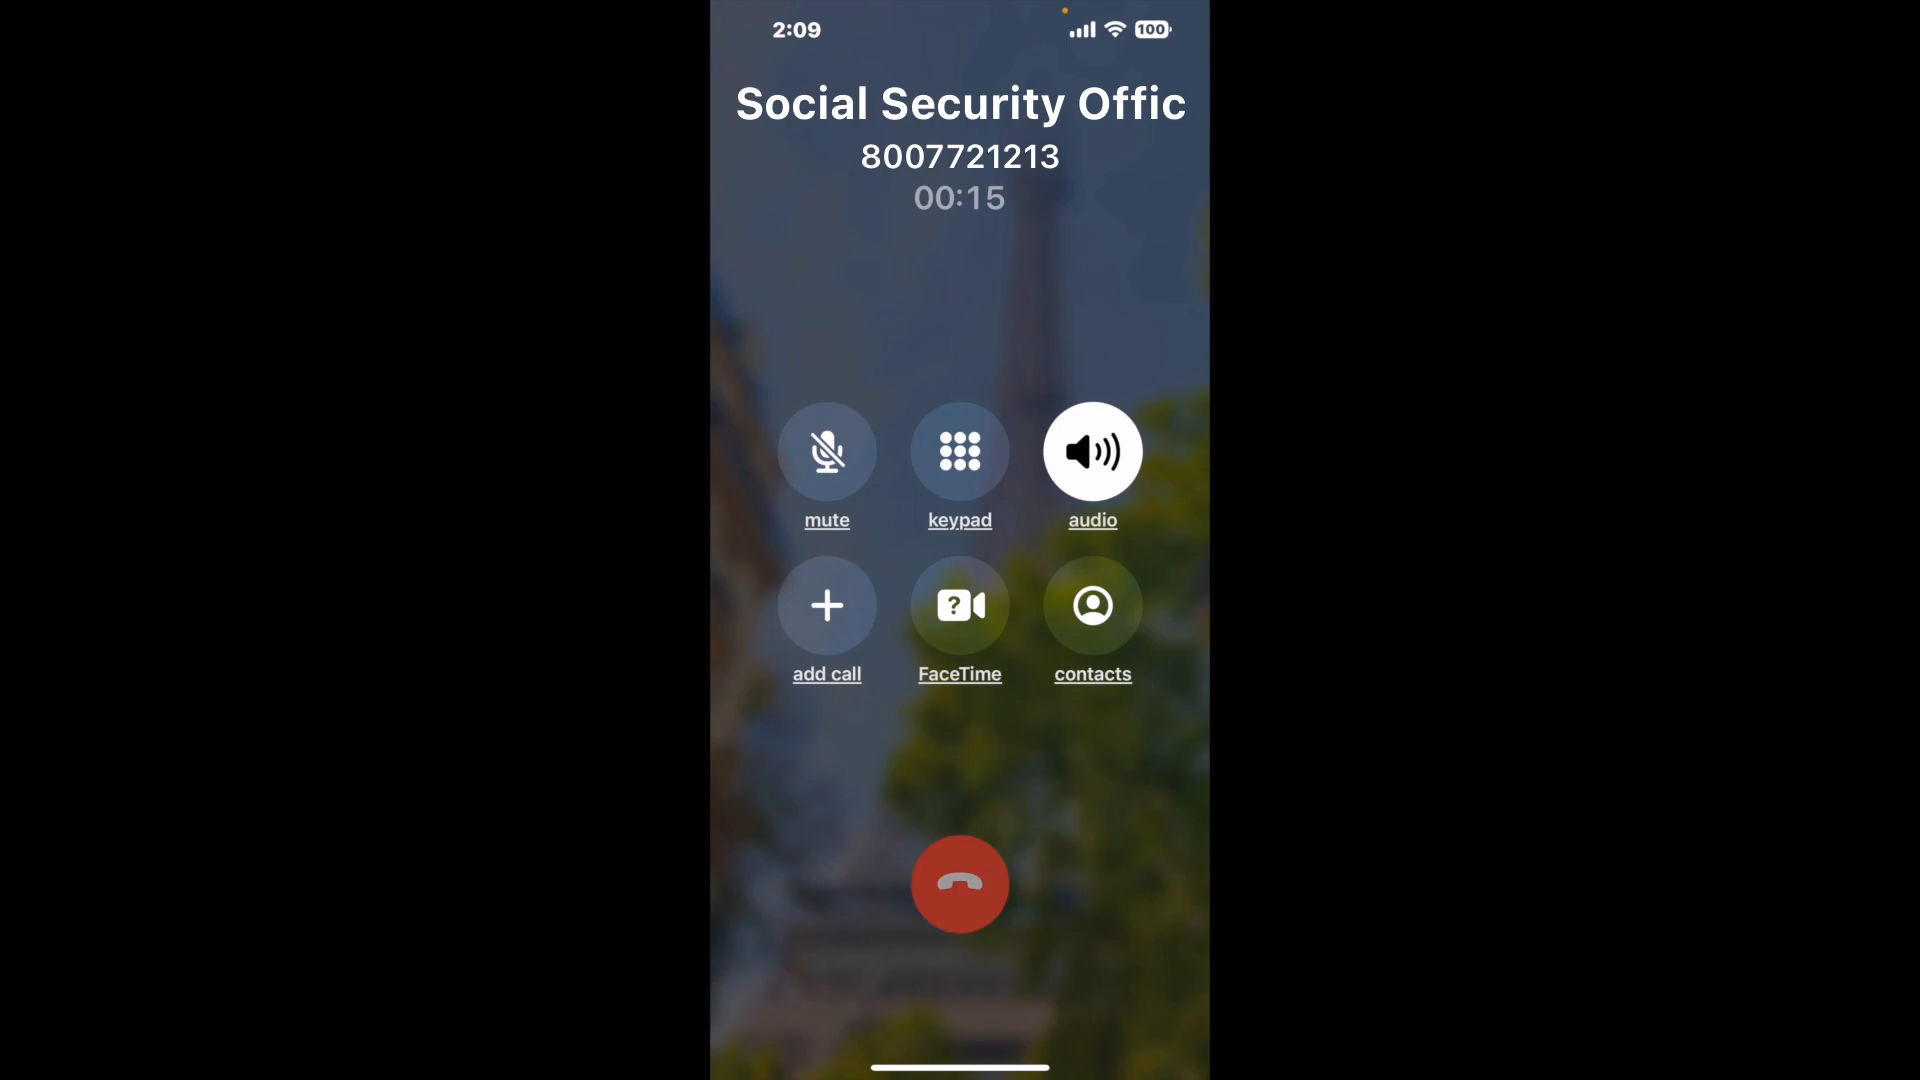 2:09
100
Social Security Offic
8007721213
00:15
mute
keypad
audio
?
add call
FaceTime
contacts